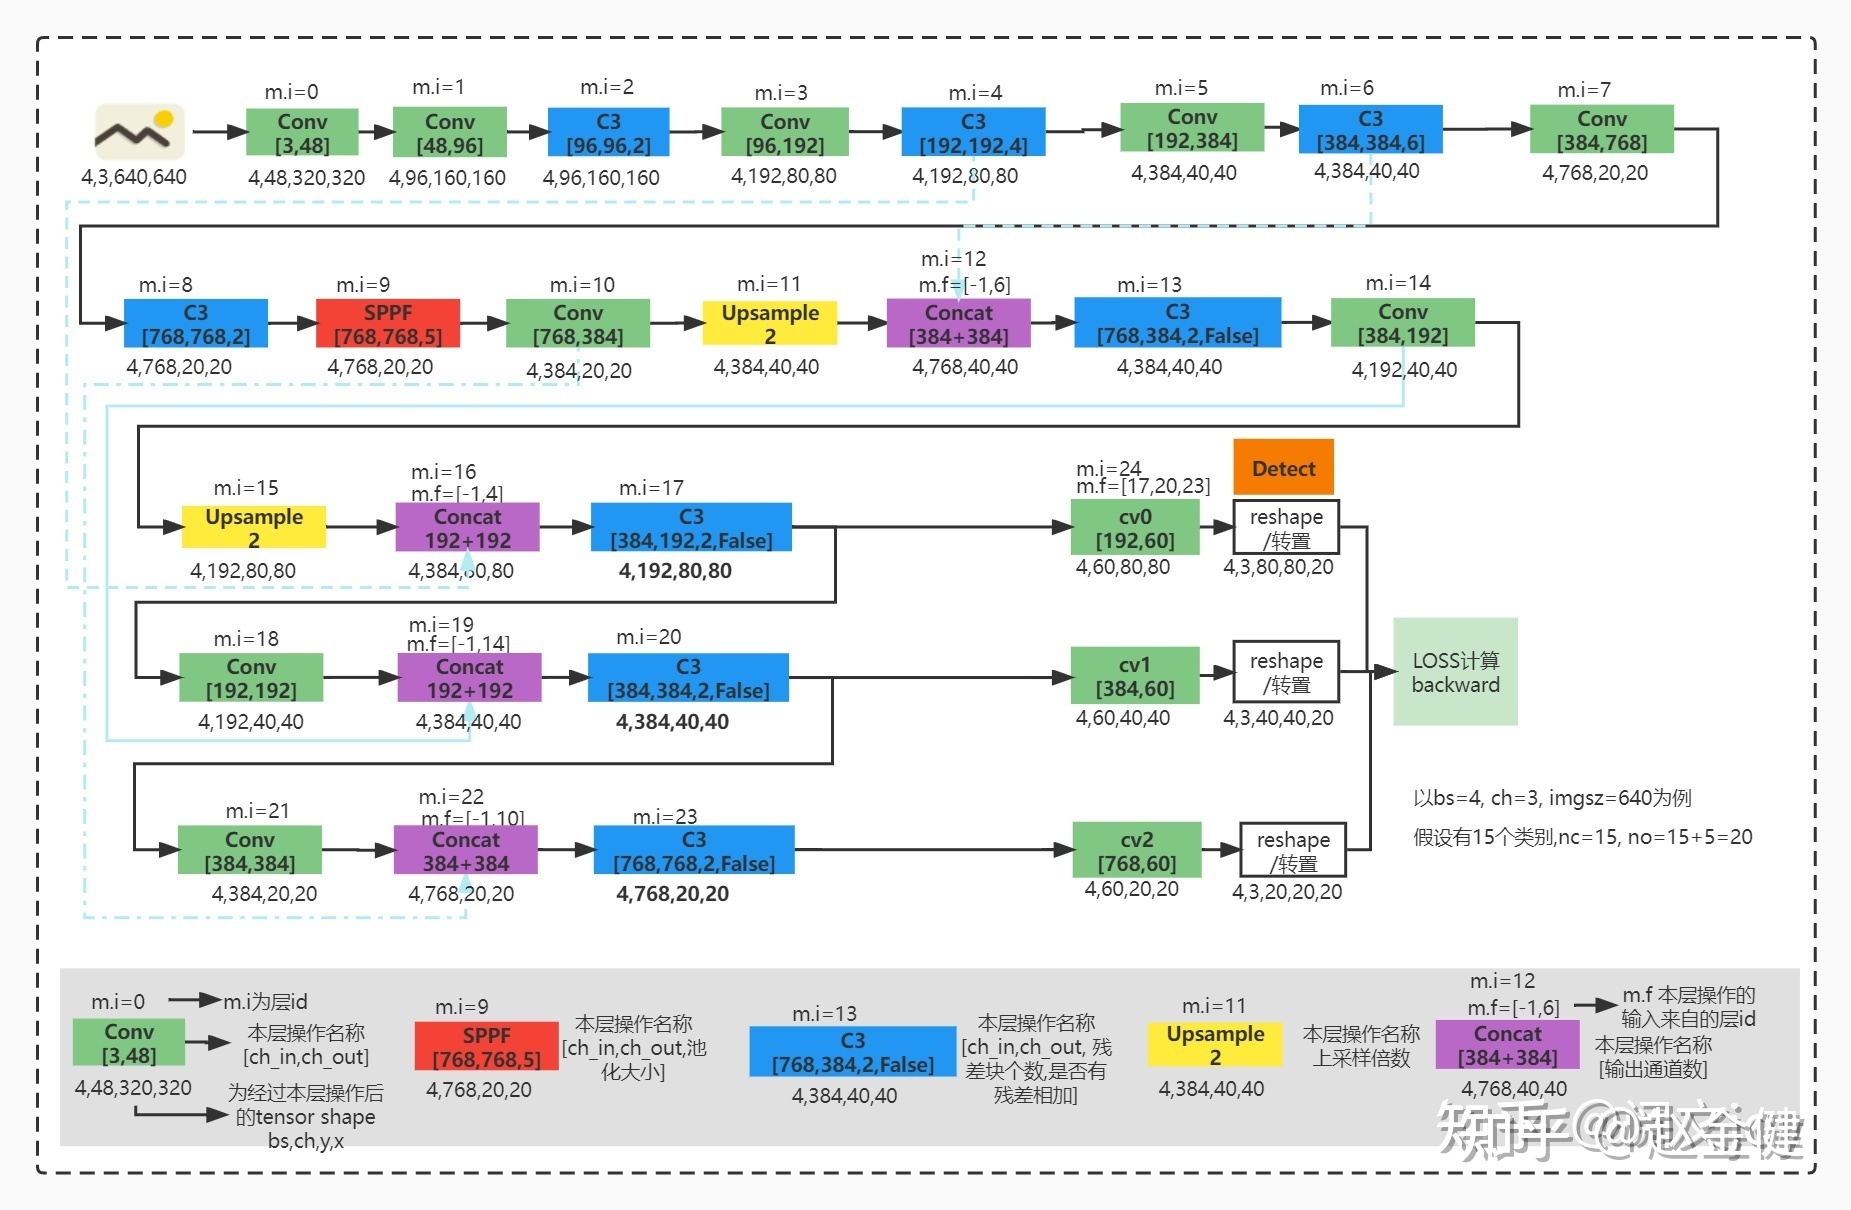 m.i=0
Conv
[3,48]
4,48,320,320
m.i=1
Conv
[48,96]
4,96,160,160
m.i=2
C3
[96,96,2]
4,96,160,160
m.i=3
Conv
[96,192]
4,192,80,80
m.i=4
C3
[192,192,4]
4,192,80,80
m.i=5
Conv
[192,384]
4,384,40,40
m.i=6
C3
[384,384,6]
4,384,40,40
m.i=7
Conv
[384,768]
4,768,20,20
4,3,640,640
m.i=8
C3
[768,768,2]
4,768,20,20
m.i=9
SPPF
[768,768,5]
4,768,20,20
m.i=10
Conv
[768,384]
4,384,20,20
m.i=11
Upsample
2
4,384,40,40
m.i=12
m.f=[-1,6]
Concat
[384+384]
4,768,40,40
m.i=13
C3
[768,384,2,False]
4,384,40,40
m.i=14
Conv
[384,192]
4,192,40,40
m.i=15
Upsample
2
4,192,80,80
m.i=16
m.f=[-1,4]
Concat
192+192
4,384,80,80
m.i=17
C3
[384,192,2,False]
4,192,80,80
m.i=24
m.f=[17,20,23]
cv0
[192,60]
4,60,80,80
Detect
reshape
/转置
4,3,80,80,20
m.i=18
Conv
[192,192]
4,192,40,40
m.i=19
m.f=[-1,14]
Concat
192+192
4,384,40,40
m.i=20
C3
[384,384,2,False]
4,384,40,40
cv1
[384,60]
4,60,40,40
reshape
/转置
4,3,40,40,20
LOSS计算
backward
m.i=21
Conv
[384,384]
4,384,20,20
m.i=22
m.f=[-1,10]
Concat
384+384
4,768,20,20
m.i=23
C3
[768,768,2,False]
4,768,20,20
cv2
[768,60]
4,60,20,20
reshape
/转置
4,3,20,20,20
以bs=4, ch=3, imgsz=640为例
假设有15个类别,nc=15, no=15+5=20
m.i=0
m.i为层id
Conv
[3,48]
本层操作名称
[ch_in,ch_out]
4,48,320,320
为经过本层操作后
的tensor shape
bs,ch,y,x
m.i=9
SPPF
[768,768,5]
4,768,20,20
本层操作名称
[ch_in,ch_out,池
化大小]
m.i=13
C3
[768,384,2,False]
4,384,40,40
本层操作名称
[ch_in,ch_out, 残
差块个数,是否有
残差相加]
m.i=11
Upsample
2
4,384,40,40
本层操作名称
上采样倍数
m.i=12
m.f=[-1,6]
Concat
[384+384]
4,768,40,40
m.f 本层操作的
输入来自的层id
本层操作名称
[输出通道数]
知乎